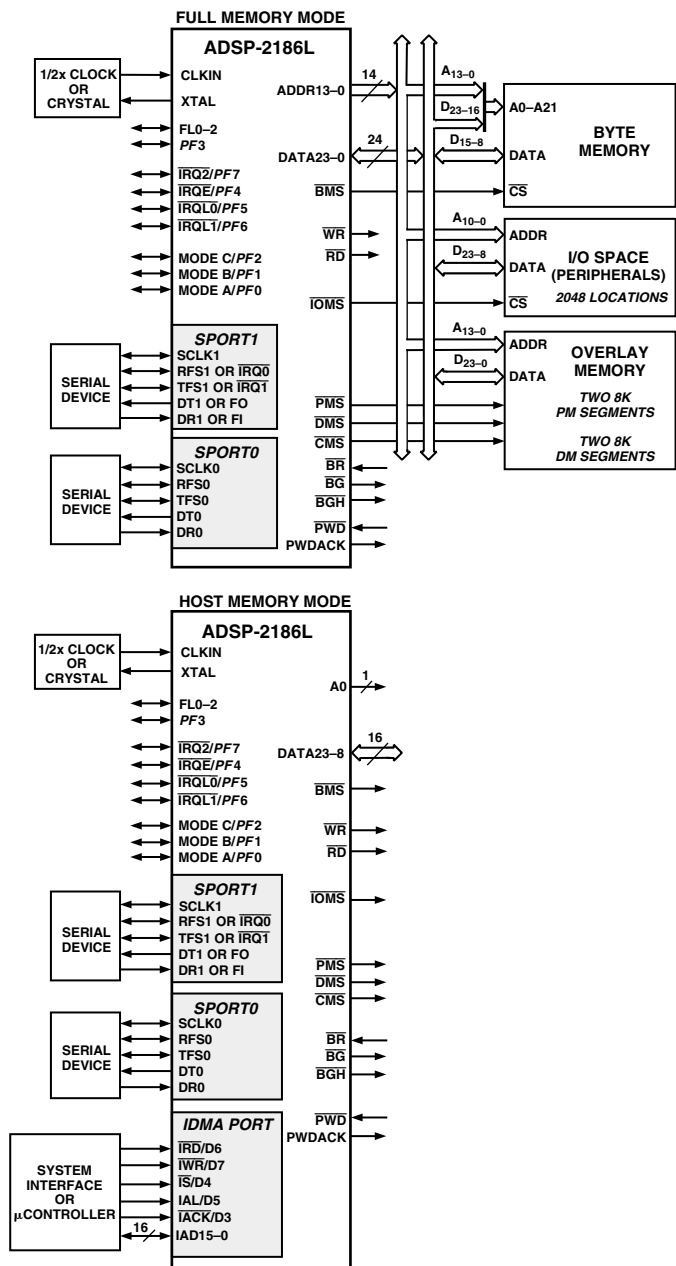 FULL MEMORY MODE
ADSP-2186L
1/2x CLOCK
OR
CRYSTAL
CLKIN
XTAL
FL0–2
PF3
IRQ2/PF7
IRQE/PF4
IRQL0/PF5
IRQL1/PF6
MODE C/PF2
MODE B/PF1
MODE A/PF0
SERIAL
DEVICE
SPORT1
SCLK1
RFS1 OR IRQ0
TFS1 OR IRQ1
DT1 OR FO
DR1 OR FI
SERIAL
DEVICE
SPORT0
SCLK0
RFS0
TFS0
DT0
DR0
ADDR13–0
14
DATA23–0
24
BMS
WR
RD
IOMS
PMS
DMS
CMS
BR
BG
BGH
PWD
PWDACK
A13–0
D23–16
D15–8
A0–A21
DATA
CS
BYTE
MEMORY
A10–0
D23–8
ADDR
DATA
CS
I/O SPACE
(PERIPHERALS)
2048 LOCATIONS
A13–0
D23–0
ADDR
DATA
OVERLAY
MEMORY
TWO 8K
PM SEGMENTS
TWO 8K
DM SEGMENTS
HOST MEMORY MODE
ADSP-2186L
1/2x CLOCK
OR
CRYSTAL
CLKIN
XTAL
FL0–2
PF3
IRQ2/PF7
IRQE/PF4
IRQL0/PF5
IRQL1/PF6
MODE C/PF2
MODE B/PF1
MODE A/PF0
SERIAL
DEVICE
SPORT1
SCLK1
RFS1 OR IRQ0
TFS1 OR IRQ1
DT1 OR FO
DR1 OR FI
SERIAL
DEVICE
SPORT0
SCLK0
RFS0
TFS0
DT0
DR0
SYSTEM
INTERFACE
OR
µCONTROLLER
IDMA PORT
IRD/D6
IWR/D7
IS/D4
IAL/D5
IACK/D3
16
IAD15–0
A0
1
DATA23–8
16
BMS
WR
RD
IOMS
PMS
DMS
CMS
BR
BG
BGH
PWD
PWDACK